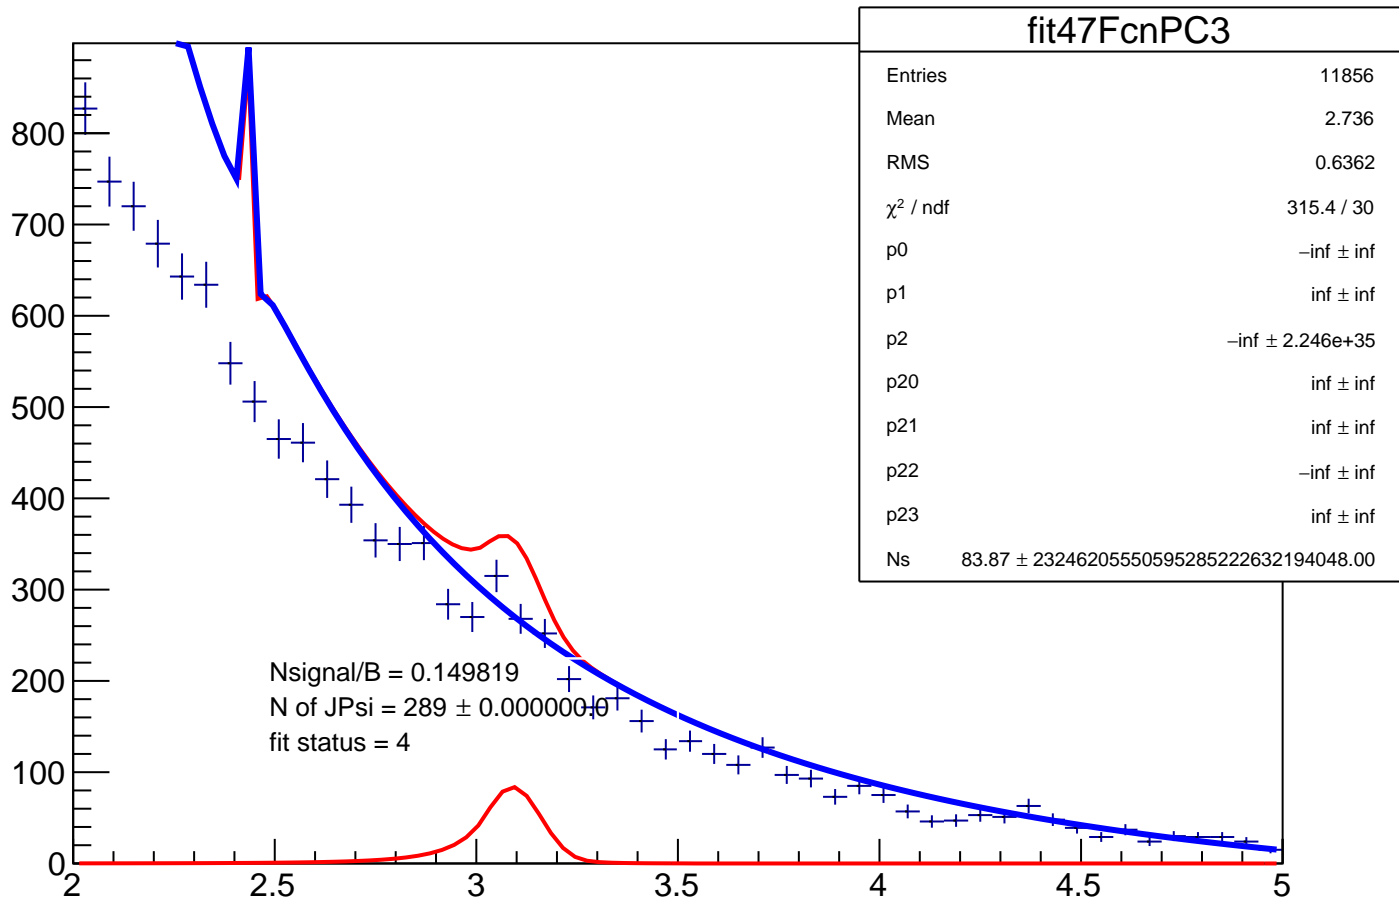 fit47FcnPC3
Entries 11856
Mean 2.736
RMS 0.6362
χ² / ndf 315.4 / 30
p0 −inf ± inf
p1 inf ± inf
p2 −inf ± 2.246e+35
p20 inf ± inf
p21 inf ± inf
p22 −inf ± inf
p23 inf ± inf
Ns 83.87 ± 23246205550595285222632194048.00
800
700
600
500
400
300
200
100
0
Nsignal/B = 0.149819
N of JPsi = 289 ± 0.000000.0
fit status = 4
2 2.5 3 3.5 4 4.5 5